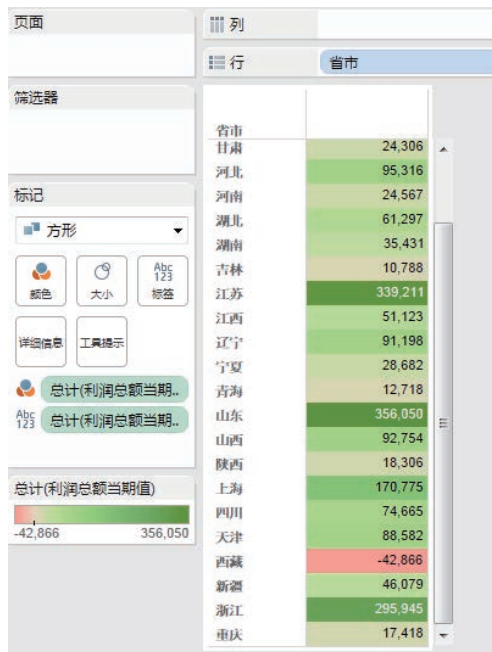 页面
列
行 省市
筛选器
标记
方形
颜色 大小 Abc 123 标签
详细信息 工具提示
总计(利润总额当期..
Abc 123 总计(利润总额当期..
总计(利润总额当期值)
-42,866 356,050
省市
甘肃 24,306
河北 95,316
河南 24,567
湖北 61,297
湖南 35,431
吉林 10,788
江苏 339,211
江西 51,123
辽宁 91,198
宁夏 28,682
青海 12,718
山东 356,050
山西 92,754
陕西 18,306
上海 170,775
四川 74,665
天津 88,582
西藏 -42,866
新疆 46,079
浙江 295,945
重庆 17,418